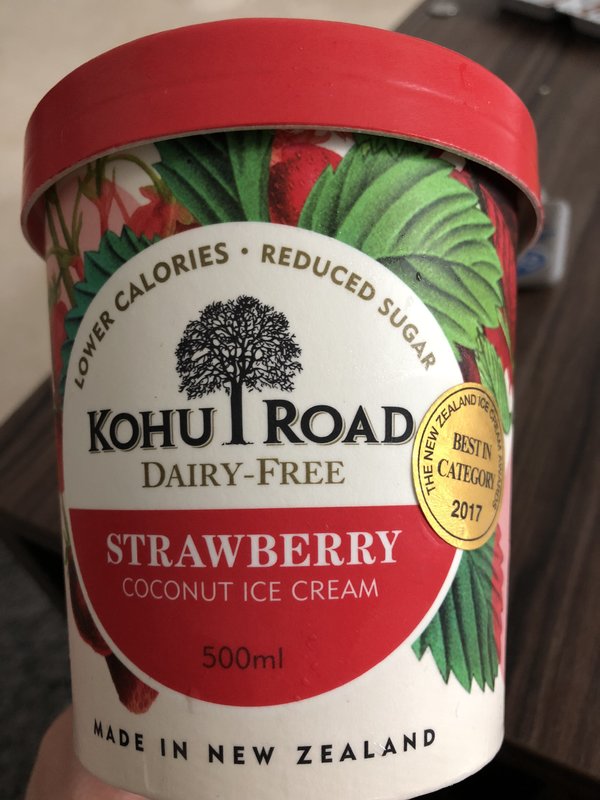 LOWER CALORIES • REDUCED SUGAR
KOHU ROAD
DAIRY-FREE
STRAWBERRY
COCONUT ICE CREAM
500ml
MADE IN NEW ZEALAND
THE NEW ZEALAND ICE CREAM AWARDS
BEST IN
CATEGORY
2017